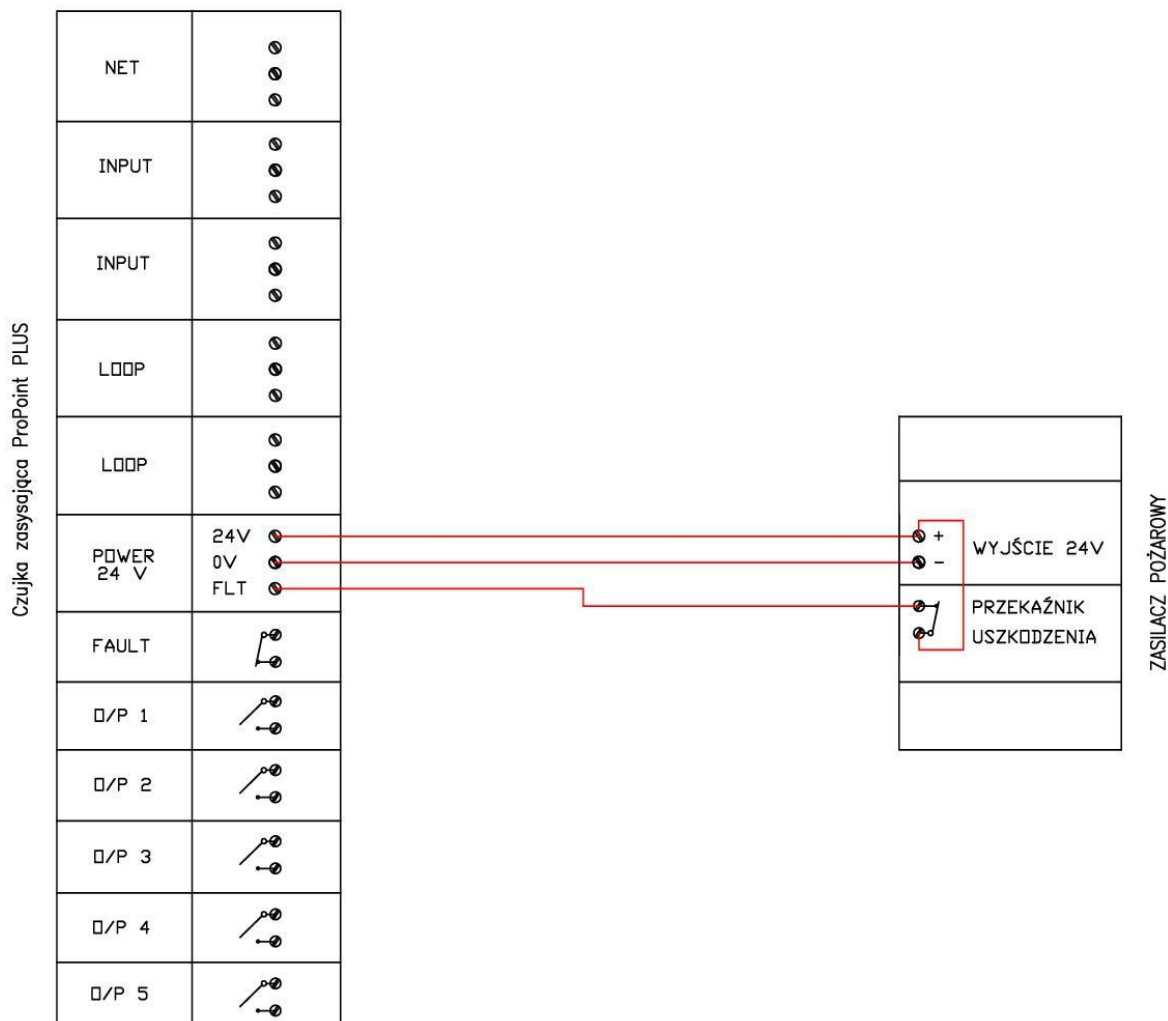 Czujka zasysająca ProPoint PLUS
NET
INPUT
INPUT
LOOP
LOOP
POWER
24 V
24V
0V
FLT
FAULT
O/P 1
O/P 2
O/P 3
O/P 4
O/P 5
+
-
WYJŚCIE 24V
PRZEKAŹNIK
USZKODZENIA
ZASILACZ POŻAROWY